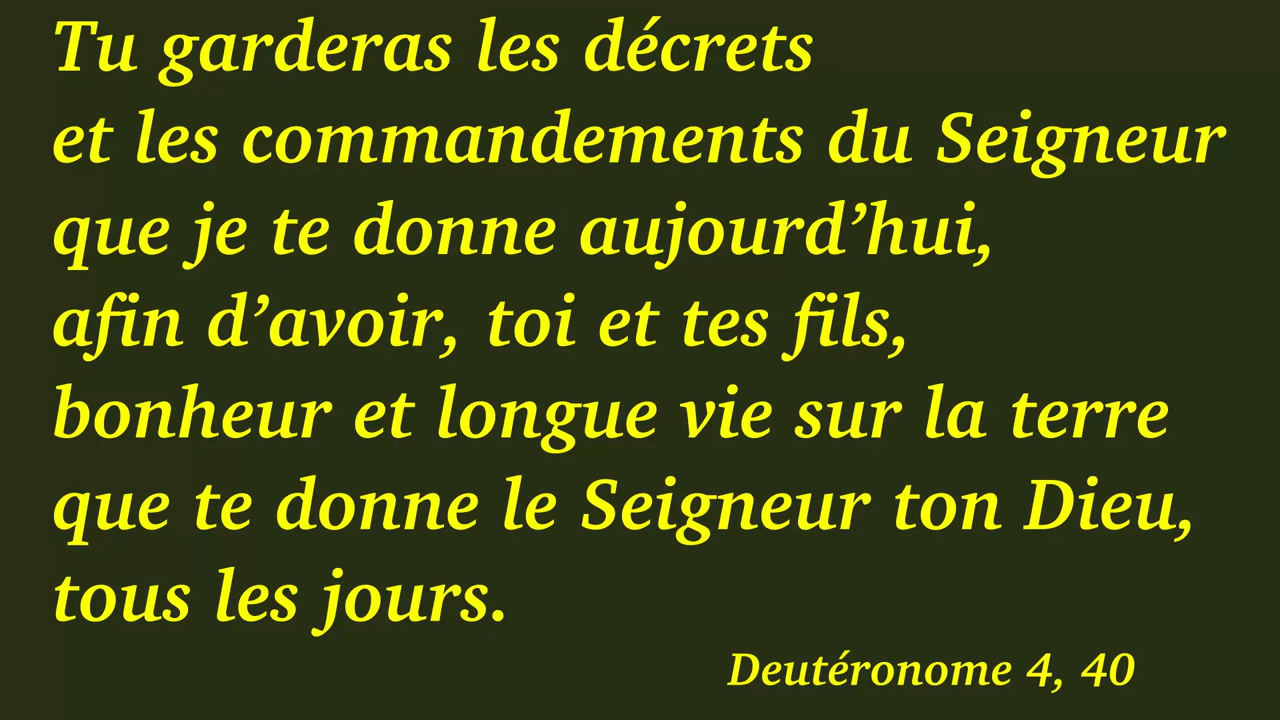 Tu garderas les décrets
et les commandements du Seigneur
que je te donne aujourd’hui,
afin d’avoir, toi et tes fils,
bonheur et longue vie sur la terre
que te donne le Seigneur ton Dieu,
tous les jours.
Deutéronome 4, 40